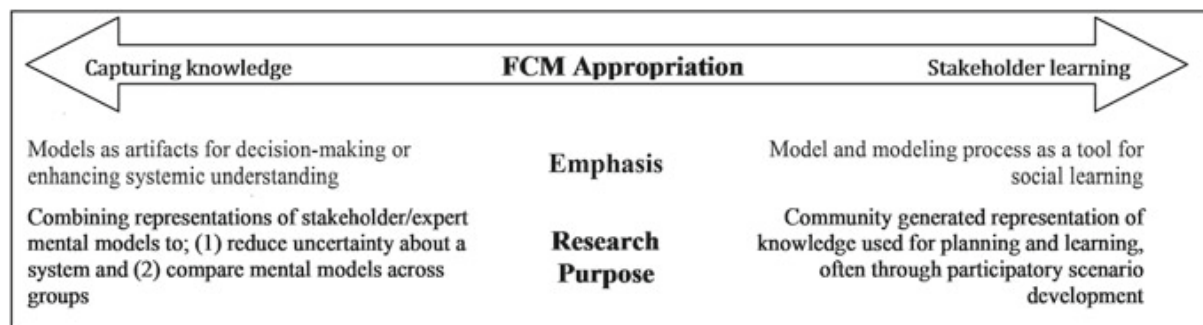 Capturing knowledge FCM Appropriation Stakeholder learning
Models as artifacts for decision-making or
enhancing systemic understanding
Emphasis
Model and modeling process as a tool for
social learning
Combining representations of stakeholder/expert
mental models to; (1) reduce uncertainty about a
system and (2) compare mental models across
groups
Research
Purpose
Community generated representation of
knowledge used for planning and learning,
often through participatory scenario
development